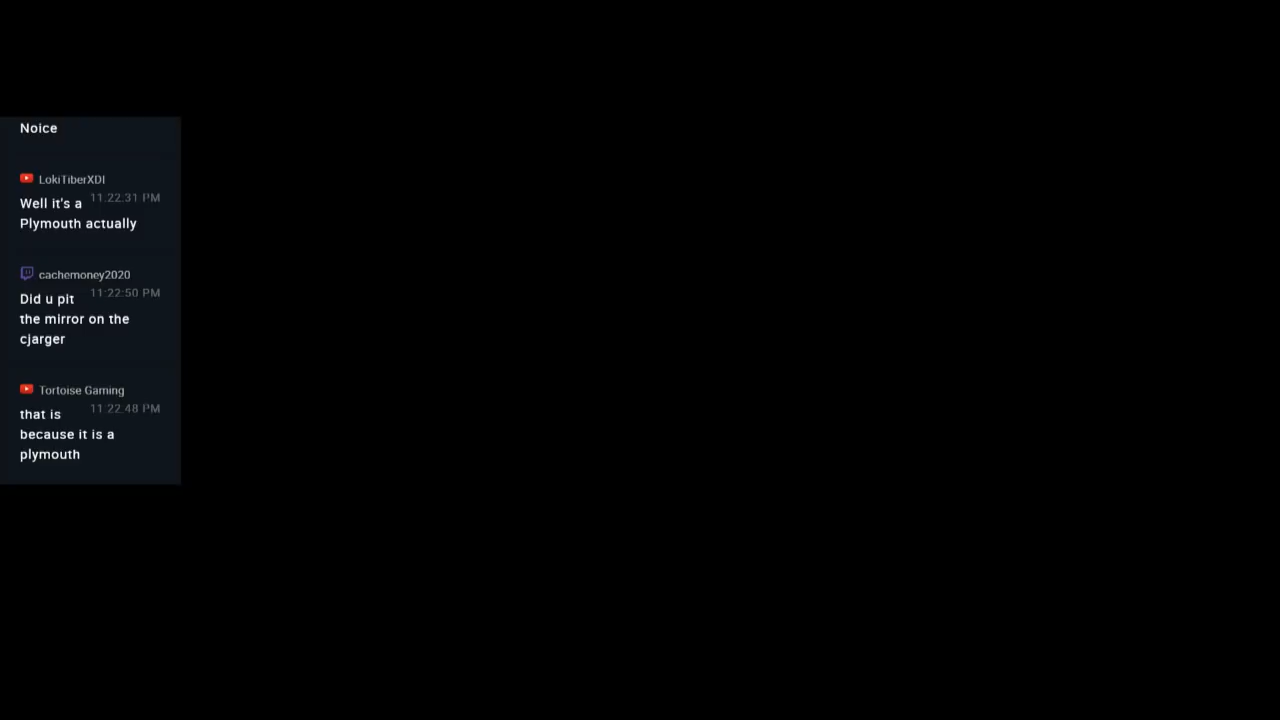 Noice
LokiTiberXDI
11:22:31 PM
Well it's a
Plymouth actually
cachemoney2020
11:22:50 PM
Did u pit
the mirror on the
cjarger
Tortoise Gaming
11:22:48 PM
that is
because it is a
plymouth